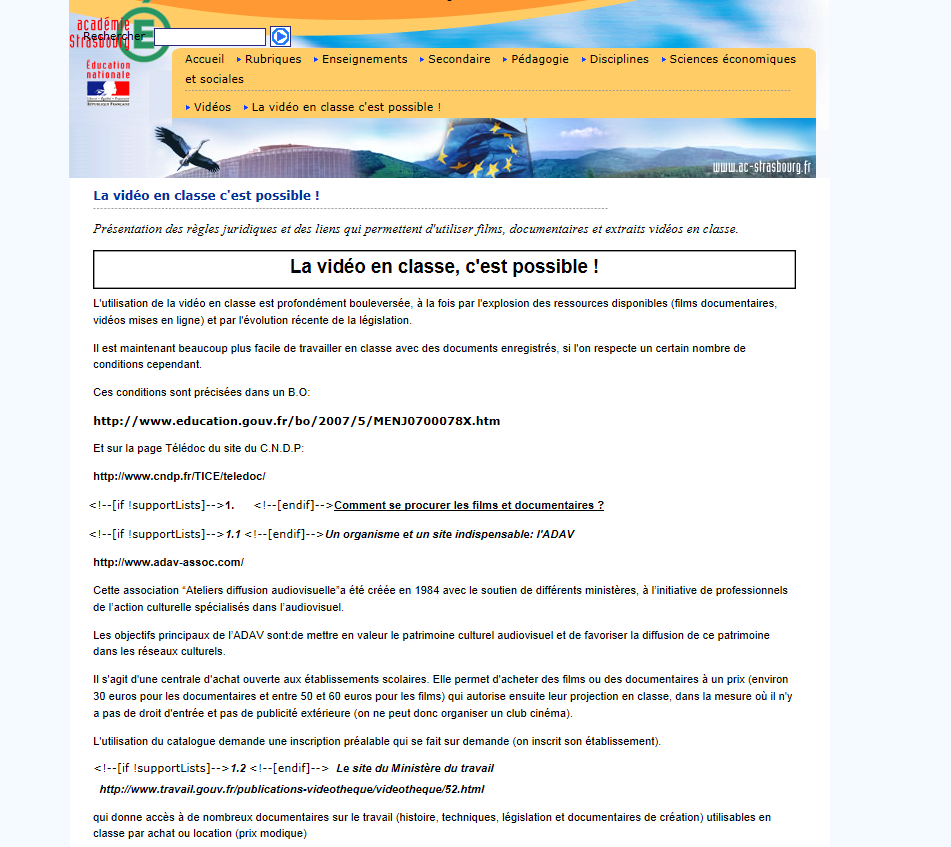 académie
Strasbourg
Rechercher
Éducation
nationale
Liberté • Égalité • Fraternité
RÉPUBLIQUE FRANÇAISE
Accueil Rubriques Enseignements Secondaire Pédagogie Disciplines Sciences économiques
et sociales
Vidéos La vidéo en classe c'est possible !
www.ac-strasbourg.fr
La vidéo en classe c'est possible !
Présentation des règles juridiques et des liens qui permettent d'utiliser films, documentaires et extraits vidéos en classe.
La vidéo en classe, c'est possible !
L'utilisation de la vidéo en classe est profondément bouleversée, à la fois par l'explosion des ressources disponibles (films documentaires,
vidéos mises en ligne) et par l'évolution récente de la législation.
Il est maintenant beaucoup plus facile de travailler en classe avec des documents enregistrés, si l'on respecte un certain nombre de
conditions cependant.
Ces conditions sont précisées dans un B.O:
http://www.education.gouv.fr/bo/2007/5/MENJ0700078X.htm
Et sur la page Télédoc du site du C.N.D.P:
http://www.cndp.fr/TICE/teledoc/
<!--[if !supportLists]-->1. <!--[endif]-->Comment se procurer les films et documentaires ?
<!--[if !supportLists]-->1.1 <!--[endif]-->Un organisme et un site indispensable: l'ADAV
http://www.adav-assoc.com/
Cette association “Ateliers diffusion audiovisuelle”a été créée en 1984 avec le soutien de différents ministères, à l’initiative de professionnels
de l’action culturelle spécialisés dans l’audiovisuel.
Les objectifs principaux de l’ADAV sont:de mettre en valeur le patrimoine culturel audiovisuel et de favoriser la diffusion de ce patrimoine
dans les réseaux culturels.
Il s'agit d'une centrale d'achat ouverte aux établissements scolaires. Elle permet d'acheter des films ou des documentaires à un prix (environ
30 euros pour les documentaires et entre 50 et 60 euros pour les films) qui autorise ensuite leur projection en classe, dans la mesure où il n'y
a pas de droit d'entrée et pas de publicité extérieure (on ne peut donc organiser un club cinéma).
L'utilisation du catalogue demande une inscription préalable qui se fait sur demande (on inscrit son établissement).
<!--[if !supportLists]-->1.2 <!--[endif]--> Le site du Ministère du travail
http://www.travail.gouv.fr/publications-videotheque/videotheque/52.html
qui donne accès à de nombreux documentaires sur le travail (histoire, techniques, législation et documentaires de création) utilisables en
classe par achat ou location (prix modique)